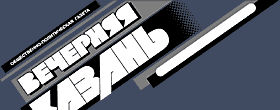 ОБЩЕСТВЕННО-ПОЛИТИЧЕСКАЯ ГАЗЕТА
ВЕЧЕРНЯЯ
КАЗАНЬ